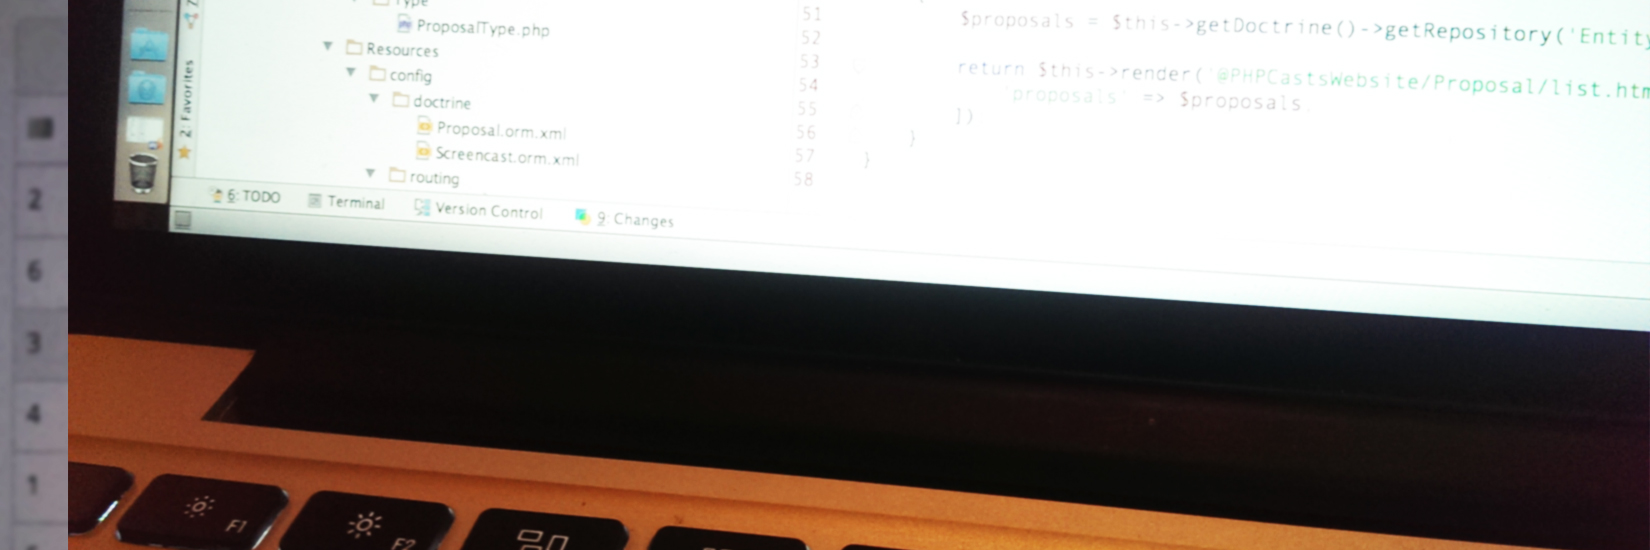 2
6
3
4
1
2: Favorites
Type
ProposalType.php
Resources
config
doctrine
Proposal.orm.xml
Screencast.orm.xml
routing
6: TODO
Terminal
Version Control
9: Changes
51
52
53
54
55
56
57
58
$proposals = $this->getDoctrine()->getRepository('Entity
return $this->render('@PHPCastsWebsite/Proposal/list.htm
'proposals' => $proposals
])
}
}
F1
F2